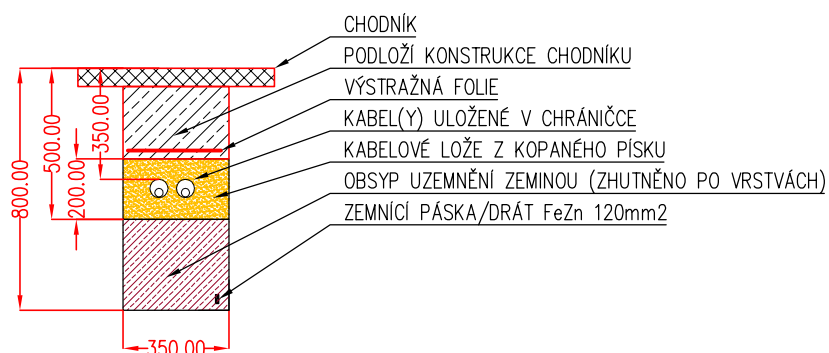 CHODNÍK
PODLOŽÍ KONSTRUKCE CHODNÍKU
VÝSTRAŽNÁ FOLIE
KABEL(Y) ULOŽENÉ V CHRÁNIČCE
KABELOVÉ LOŽE Z KOPANÉHO PÍSKU
OBSYP UZEMNĚNÍ ZEMINOU (ZHUTNĚNO PO VRSTVÁCH)
ZEMNÍCÍ PÁSKA/DRÁT FeZn 120mm2
800.00
500.00
200.00
350.00
350.00